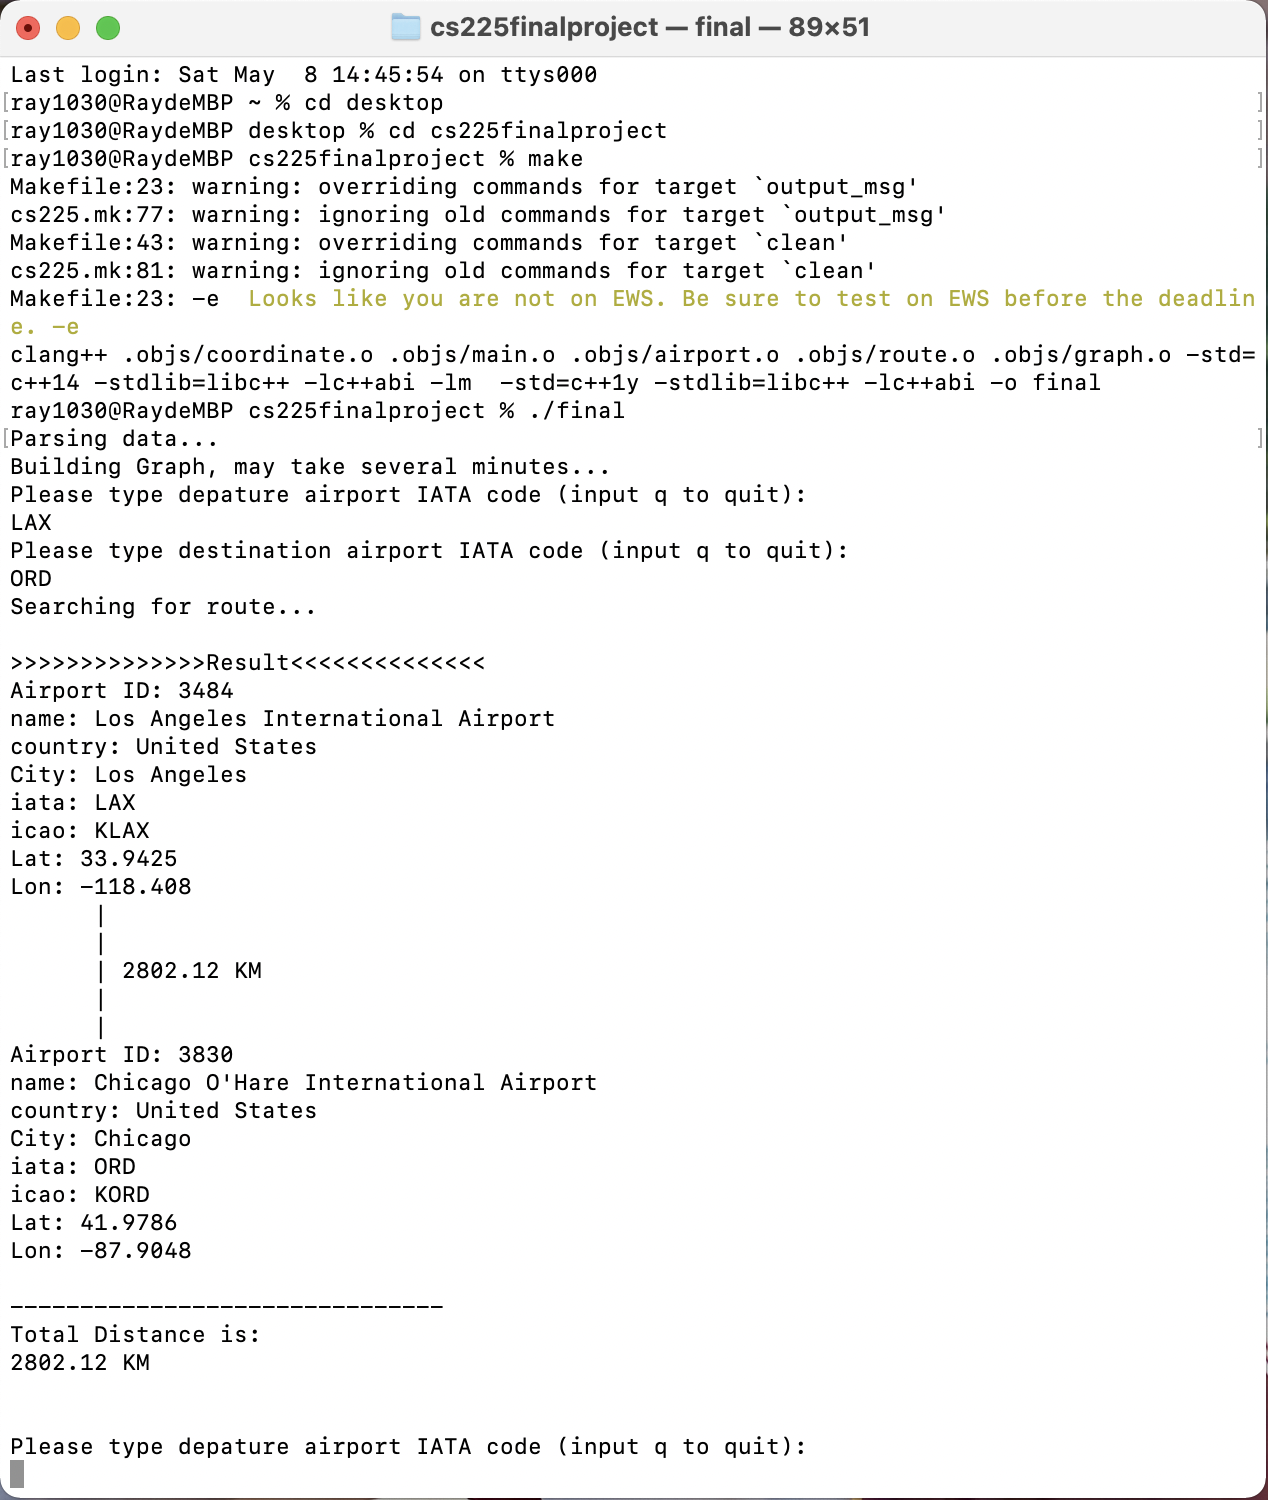 cs225finalproject — final — 89×51
Last login: Sat May  8 14:45:54 on ttys000
[ray1030@RaydeMBP ~ % cd desktop ]
[ray1030@RaydeMBP desktop % cd cs225finalproject ]
[ray1030@RaydeMBP cs225finalproject % make ]
Makefile:23: warning: overriding commands for target `output_msg'
cs225.mk:77: warning: ignoring old commands for target `output_msg'
Makefile:43: warning: overriding commands for target `clean'
cs225.mk:81: warning: ignoring old commands for target `clean'
Makefile:23: -e  Looks like you are not on EWS. Be sure to test on EWS before the deadlin
e. -e
clang++ .objs/coordinate.o .objs/main.o .objs/airport.o .objs/route.o .objs/graph.o -std=
c++14 -stdlib=libc++ -lc++abi -lm  -std=c++1y -stdlib=libc++ -lc++abi -o final
ray1030@RaydeMBP cs225finalproject % ./final
[Parsing data... ]
Building Graph, may take several minutes...
Please type depature airport IATA code (input q to quit):
LAX
Please type destination airport IATA code (input q to quit):
ORD
Searching for route...
>>>>>>>>>>>>>>Result<<<<<<<<<<<<<<
Airport ID: 3484
name: Los Angeles International Airport
country: United States
City: Los Angeles
iata: LAX
icao: KLAX
Lat: 33.9425
Lon: -118.408
|
|
| 2802.12 KM
|
|
Airport ID: 3830
name: Chicago O'Hare International Airport
country: United States
City: Chicago
iata: ORD
icao: KORD
Lat: 41.9786
Lon: -87.9048
-------------------------------
Total Distance is:
2802.12 KM
Please type depature airport IATA code (input q to quit):